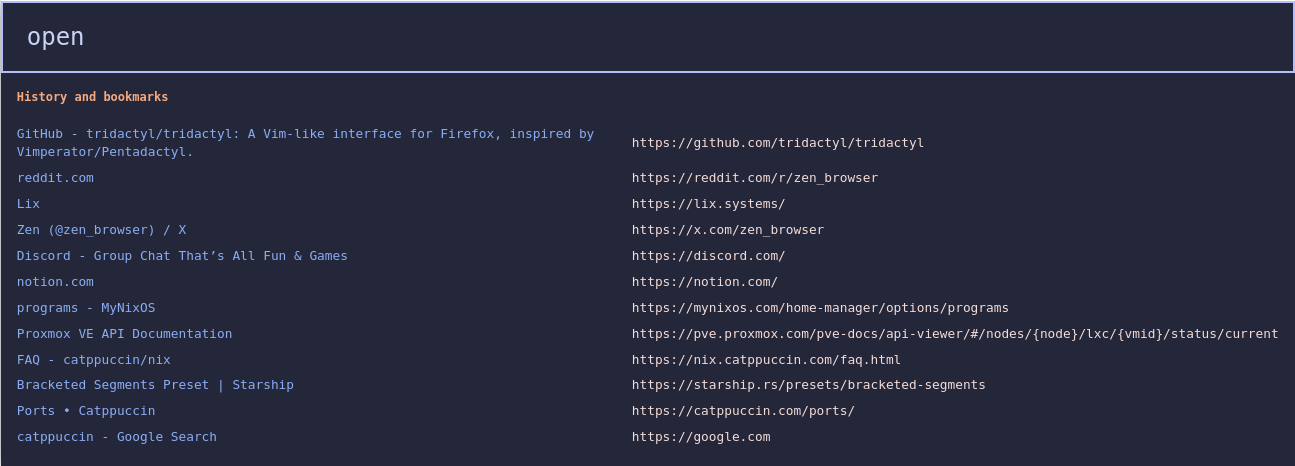 open
History and bookmarks
GitHub - tridactyl/tridactyl: A Vim-like interface for Firefox, inspired by
Vimperator/Pentadactyl.
https://github.com/tridactyl/tridactyl
reddit.com https://reddit.com/r/zen_browser
Lix https://lix.systems/
Zen (@zen_browser) / X https://x.com/zen_browser
Discord - Group Chat That’s All Fun & Games https://discord.com/
notion.com https://notion.com/
programs - MyNixOS https://mynixos.com/home-manager/options/programs
Proxmox VE API Documentation https://pve.proxmox.com/pve-docs/api-viewer/#/nodes/{node}/lxc/{vmid}/status/current
FAQ - catppuccin/nix https://nix.catppuccin.com/faq.html
Bracketed Segments Preset | Starship https://starship.rs/presets/bracketed-segments
Ports • Catppuccin https://catppuccin.com/ports/
catppuccin - Google Search https://google.com